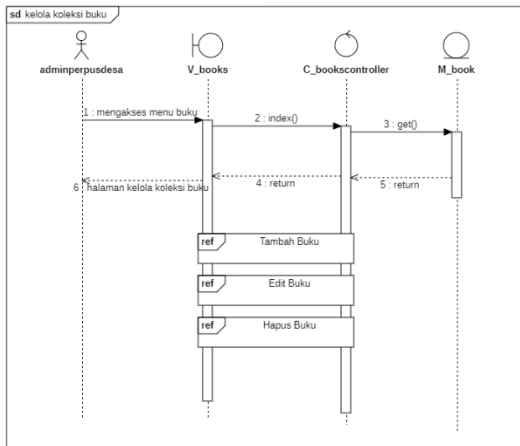 sd kelola koleksi buku
adminperpusdesa
V_books
C_bookscontroller
M_book
1 : mengakses menu buku
2 : index()
3 : get()
4 : return
5 : return
6 : halaman kelola koleksi buku
ref Tambah Buku
ref Edit Buku
ref Hapus Buku